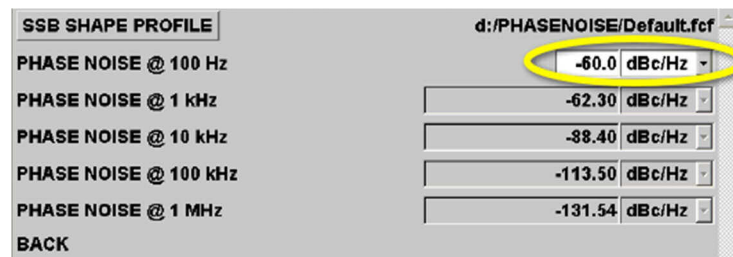 SSB SHAPE PROFILE d:/PHASENOISE/Default.fcf
PHASE NOISE @ 100 Hz -60.0 dBc/Hz
PHASE NOISE @ 1 kHz -62.30 dBc/Hz
PHASE NOISE @ 10 kHz -88.40 dBc/Hz
PHASE NOISE @ 100 kHz -113.50 dBc/Hz
PHASE NOISE @ 1 MHz -131.54 dBc/Hz
BACK